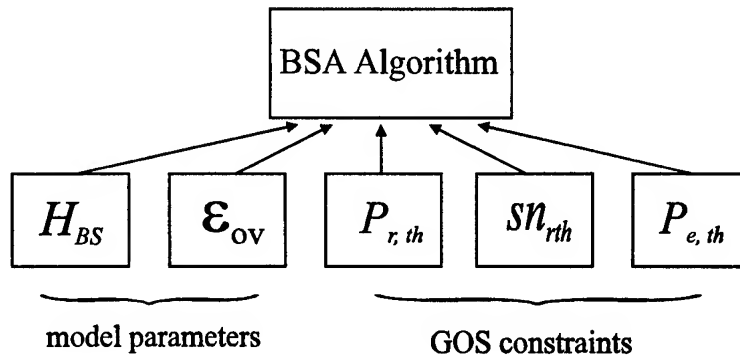 BSA Algorithm
H_BS ε_ov P_r, th sn_rth P_e, th
model parameters GOS constraints